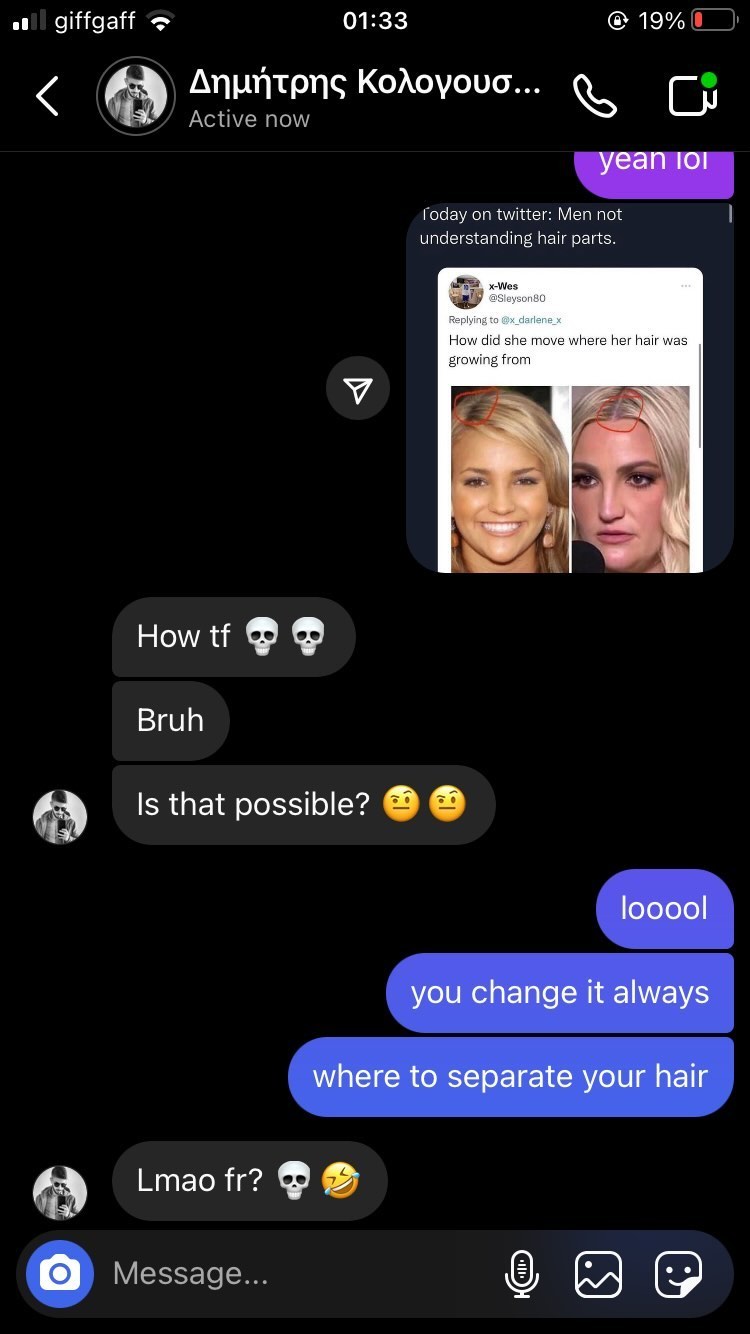 giffgaff
01:33
19%
Δημήτρης Κολογουσ...
Active now
yeah lol
Today on twitter: Men not
understanding hair parts.
x-Wes
@Sleyson80
Replying to @x_darlene_x
How did she move where her hair was
growing from
How tf 💀💀
Bruh
Is that possible? 🤨🤨
looool
you change it always
where to separate your hair
Lmao fr? 💀🤣
Message...